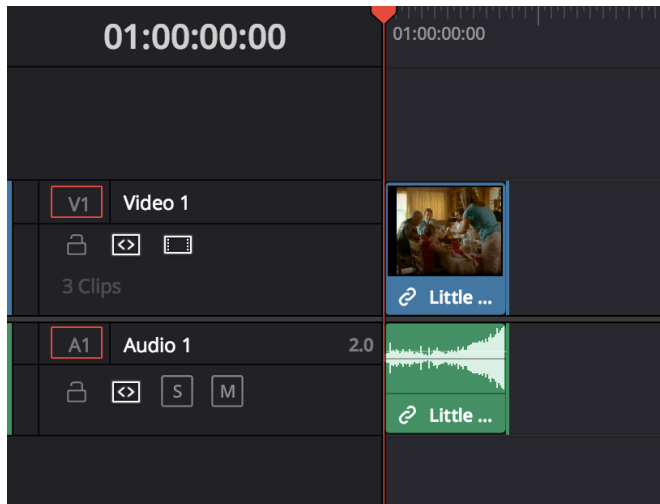 01:00:00:00
01:00:00:00
V1 Video 1
3 Clips
Little ...
A1 Audio 1 2.0
S M
Little ...